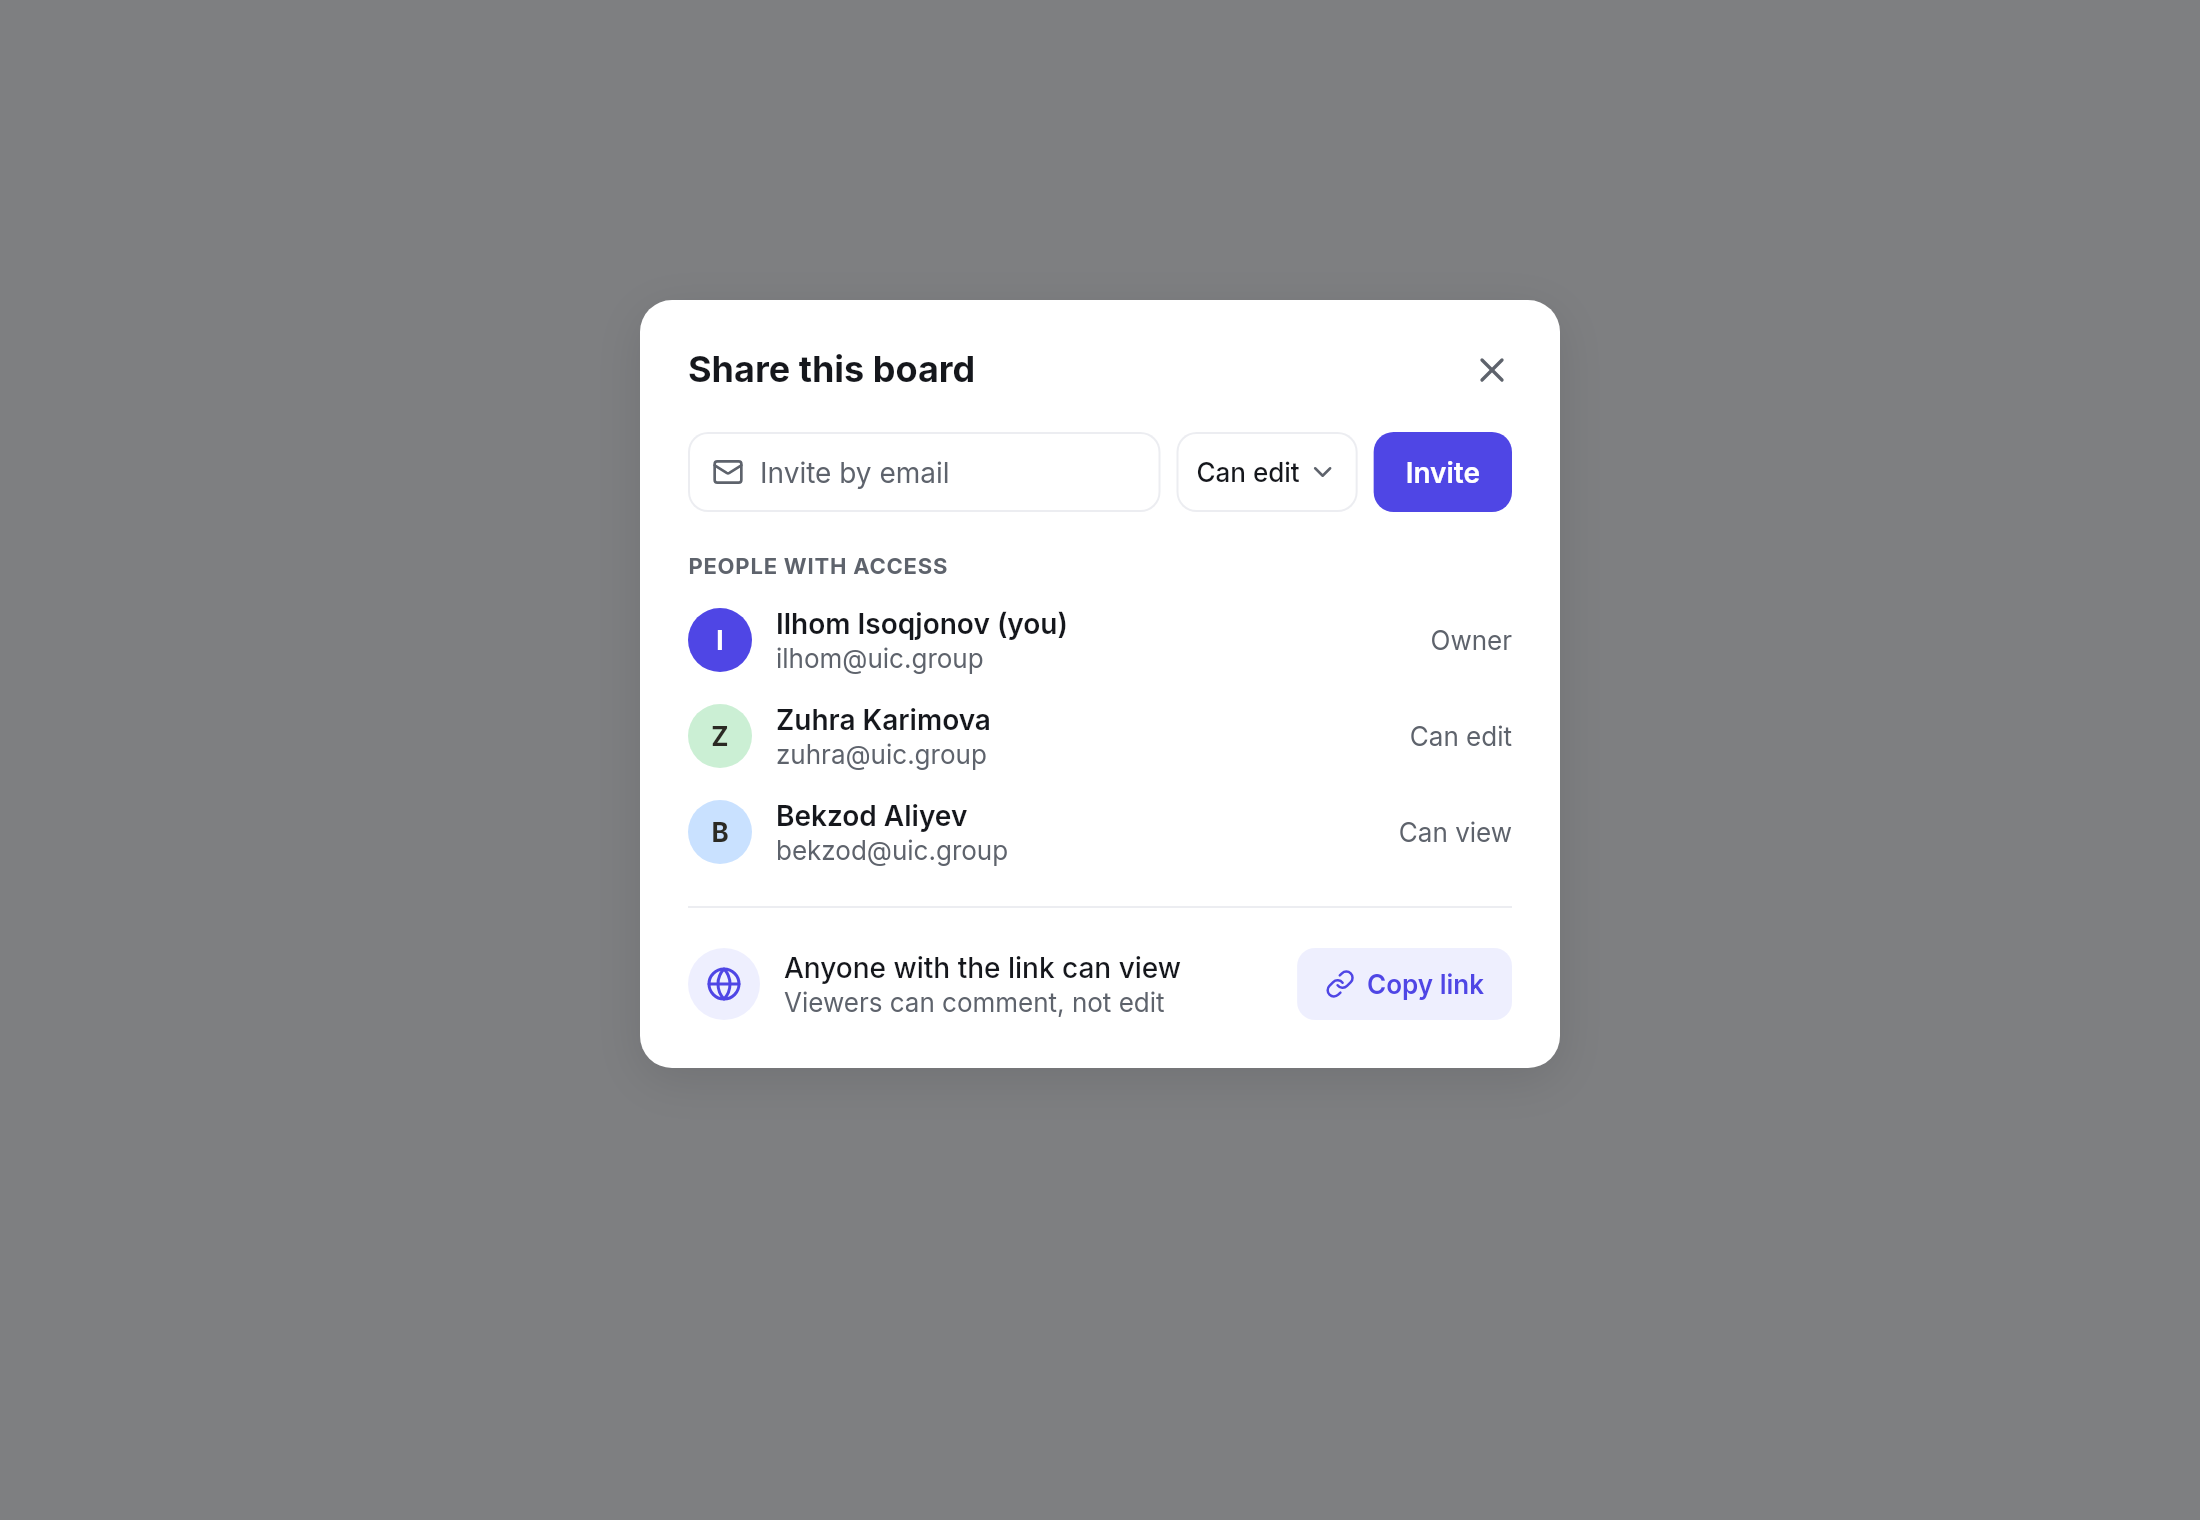 Share this board
Invite by email
Can edit
Invite
PEOPLE WITH ACCESS
I
Ilhom Isoqjonov (you)
ilhom@uic.group
Owner
Z
Zuhra Karimova
zuhra@uic.group
Can edit
B
Bekzod Aliyev
bekzod@uic.group
Can view
Anyone with the link can view
Viewers can comment, not edit
Copy link